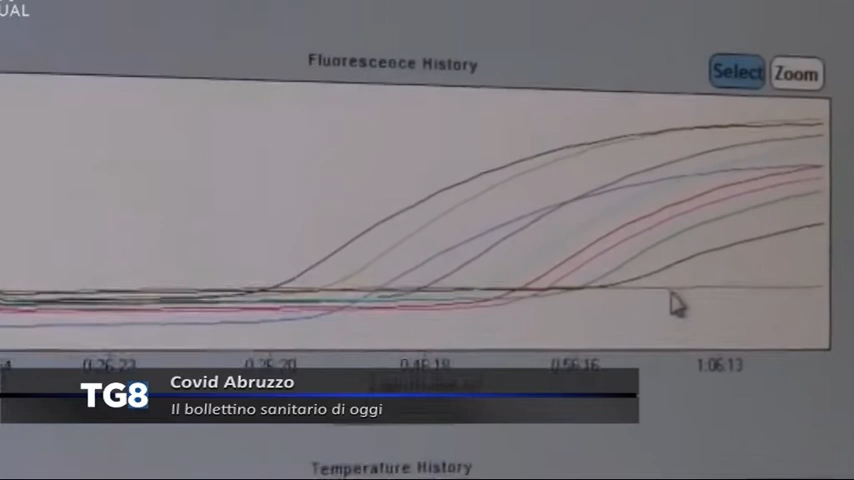 UAL
Fluorescence History
Select Zoom
0:26:23 0:35:20 0:46:18 0:56:16 1:06:13
TG8
Covid Abruzzo
Il bollettino sanitario di oggi
Temperature History